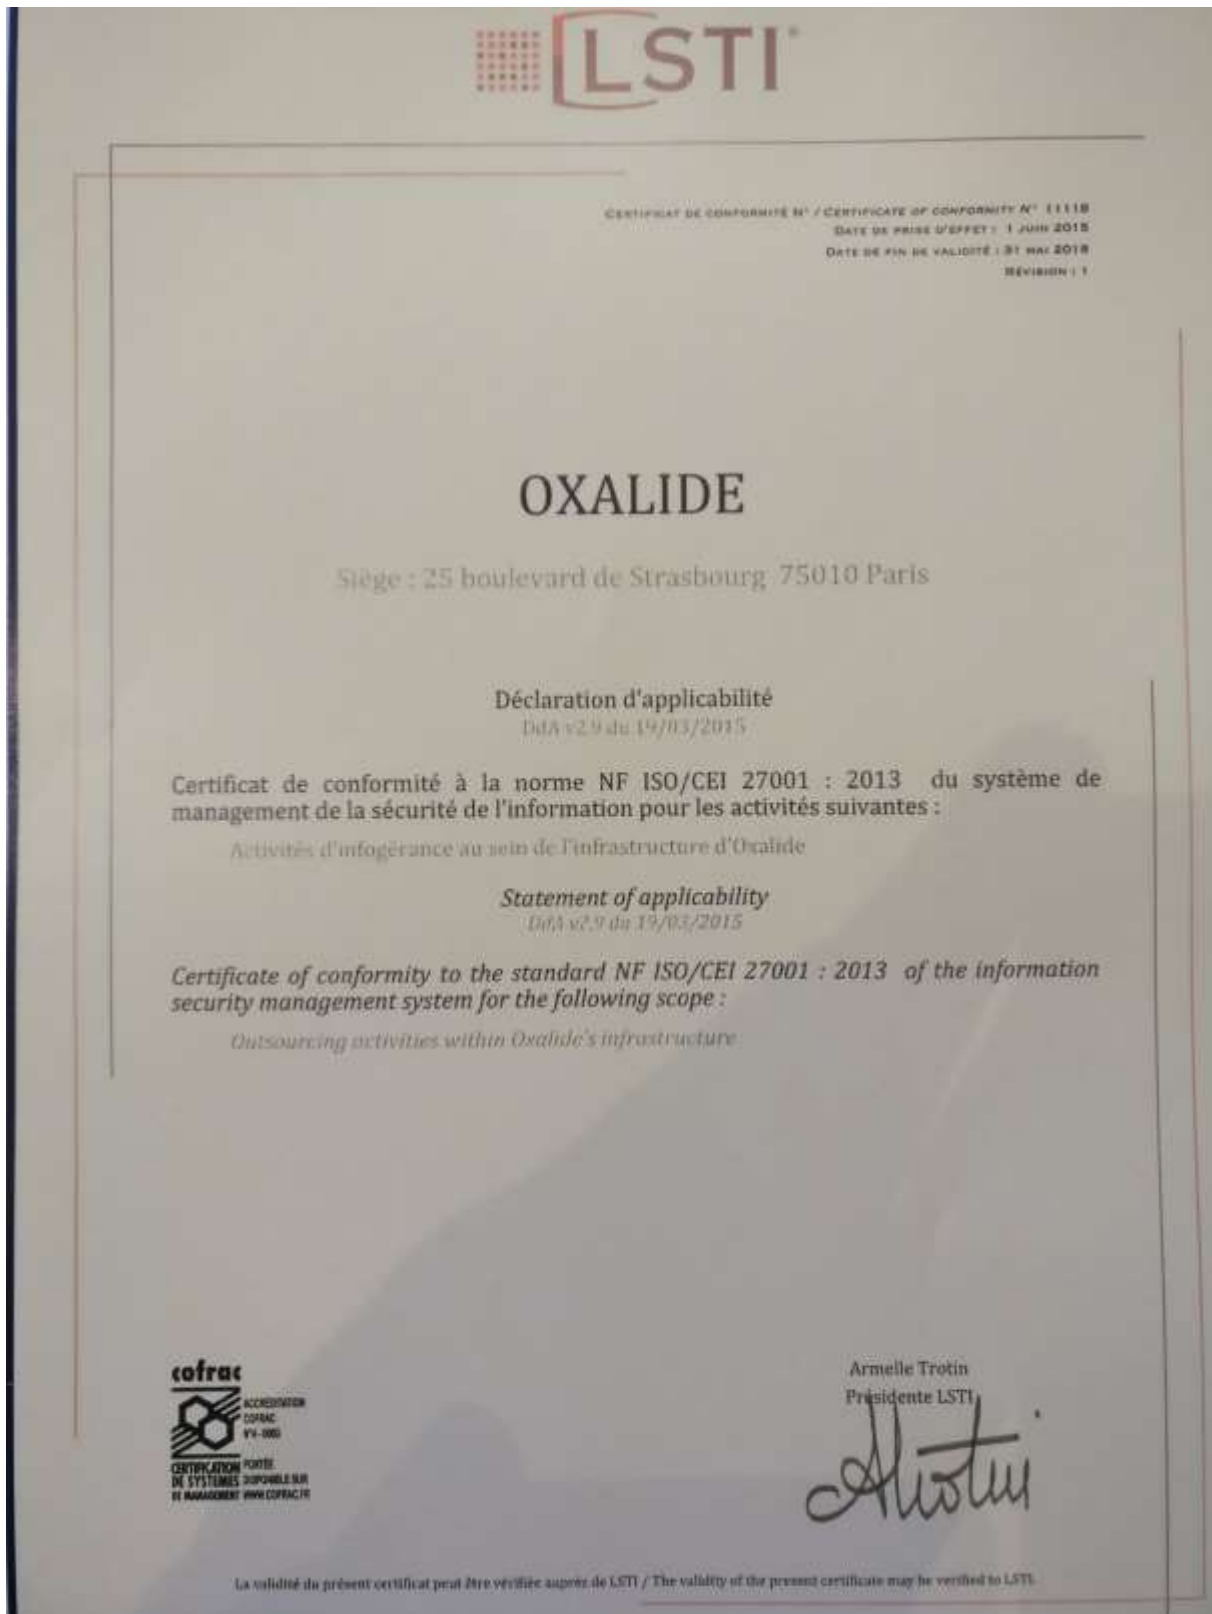 LSTI
CERTIFICAT DE CONFORMITÉ N° / CERTIFICATE OF CONFORMITY N° 11118
DATE DE PRISE D'EFFET : 1 JUIN 2015
DATE DE FIN DE VALIDITÉ : 31 MAI 2018
RÉVISION : 1
OXALIDE
Siège : 25 boulevard de Strasbourg 75010 Paris
Déclaration d'applicabilité
DdA v2.9 du 19/03/2015
Certificat de conformité à la norme NF ISO/CEI 27001 : 2013 du système de
management de la sécurité de l'information pour les activités suivantes :
Activités d'infogérance au sein de l'infrastructure d'Oxalide
Statement of applicability
DdA v2.9 du 19/03/2015
Certificate of conformity to the standard NF ISO/CEI 27001 : 2013 of the information
security management system for the following scope :
Outsourcing activities within Oxalide's infrastructure
cofrac
ACCRÉDITATION
COFRAC
CERTIFICATION
DE SYSTEMES
DE MANAGEMENT
PORTÉE
DISPONIBLE SUR
WWW.COFRAC.FR
Armelle Trotin
Présidente LSTI
La validité du présent certificat peut être vérifiée auprès de LSTI / The validity of the present certificate may be verified to LSTI.